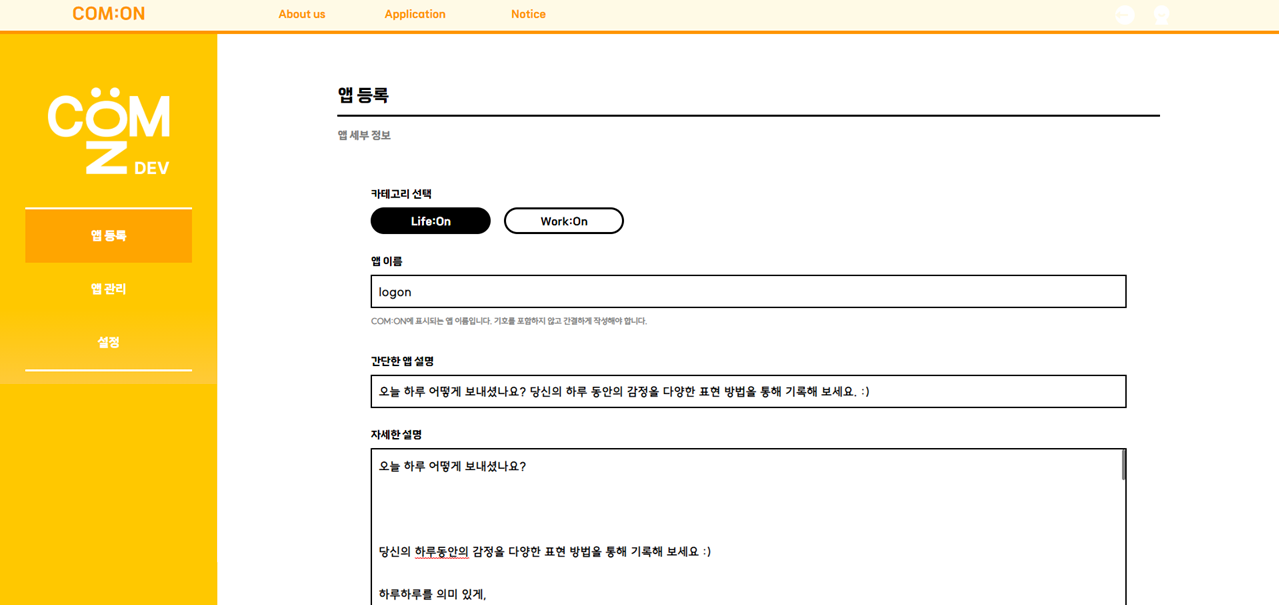 COM:ON
About us
Application
Notice
COMON
DEV
앱 등록
앱 관리
설정
앱 등록
앱 세부 정보
카테고리 선택
Life:On
Work:On
앱 이름
logon
COM:ON에 표시되는 앱 이름입니다. 기호를 포함하지 않고 간결하게 작성해야 합니다.
간단한 앱 설명
오늘 하루 어떻게 보내셨나요? 당신의 하루 동안의 감정을 다양한 표현 방법을 통해 기록해 보세요. :)
자세한 설명
오늘 하루 어떻게 보내셨나요?
당신의 하루동안의 감정을 다양한 표현 방법을 통해 기록해 보세요 :)
하루하루를 의미 있게,